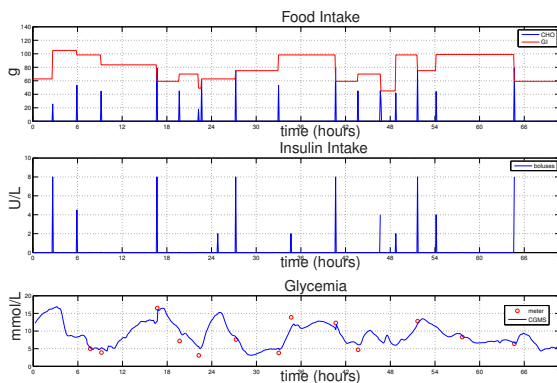 Food Intake
g
140
120
100
80
60
40
20
0
CHO
GI
0 6 12 18 24 30 36 42 48 54 60 66
time (hours)
Insulin Intake
U/L
10
8
6
4
2
0
boluses
0 6 12 18 24 30 36 42 48 54 60 66
time (hours)
Glycemia
mmol/L
20
15
10
5
0
meter
CGMS
0 6 12 18 24 30 36 42 48 54 60 66
time (hours)